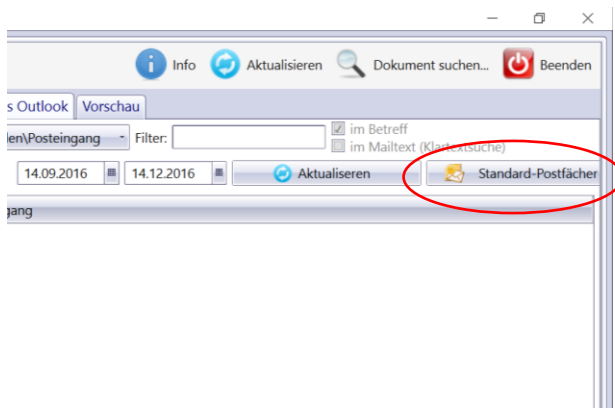 Info Aktualisieren Dokument suchen... Beenden
s Outlook Vorschau
len\Posteingang Filter: im Betreff
im Mailtext (Klartextsuche)
14.09.2016 14.12.2016 Aktualiseren Standard-Postfächer
gang